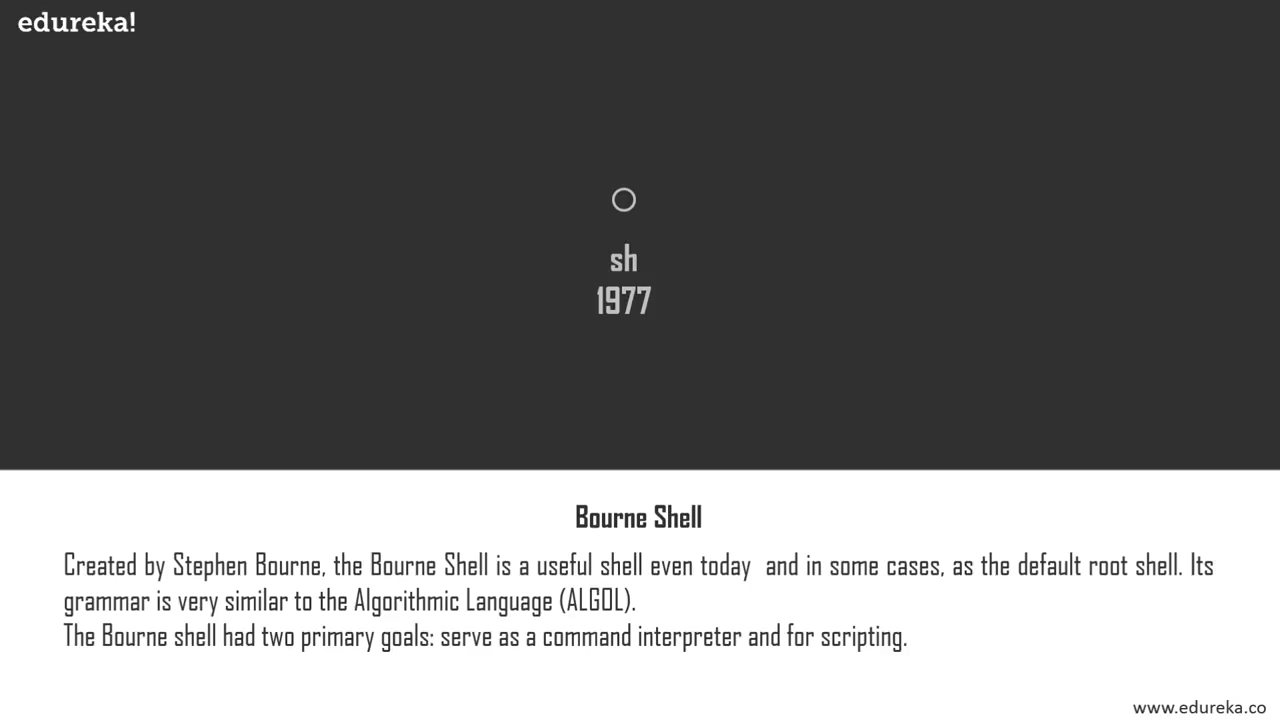 edureka!
sh
1977
Bourne Shell
Created by Stephen Bourne, the Bourne Shell is a useful shell even today  and in some cases, as the default root shell. Its
grammar is very similar to the Algorithmic Language (ALGOL).
The Bourne shell had two primary goals: serve as a command interpreter and for scripting.
www.edureka.co